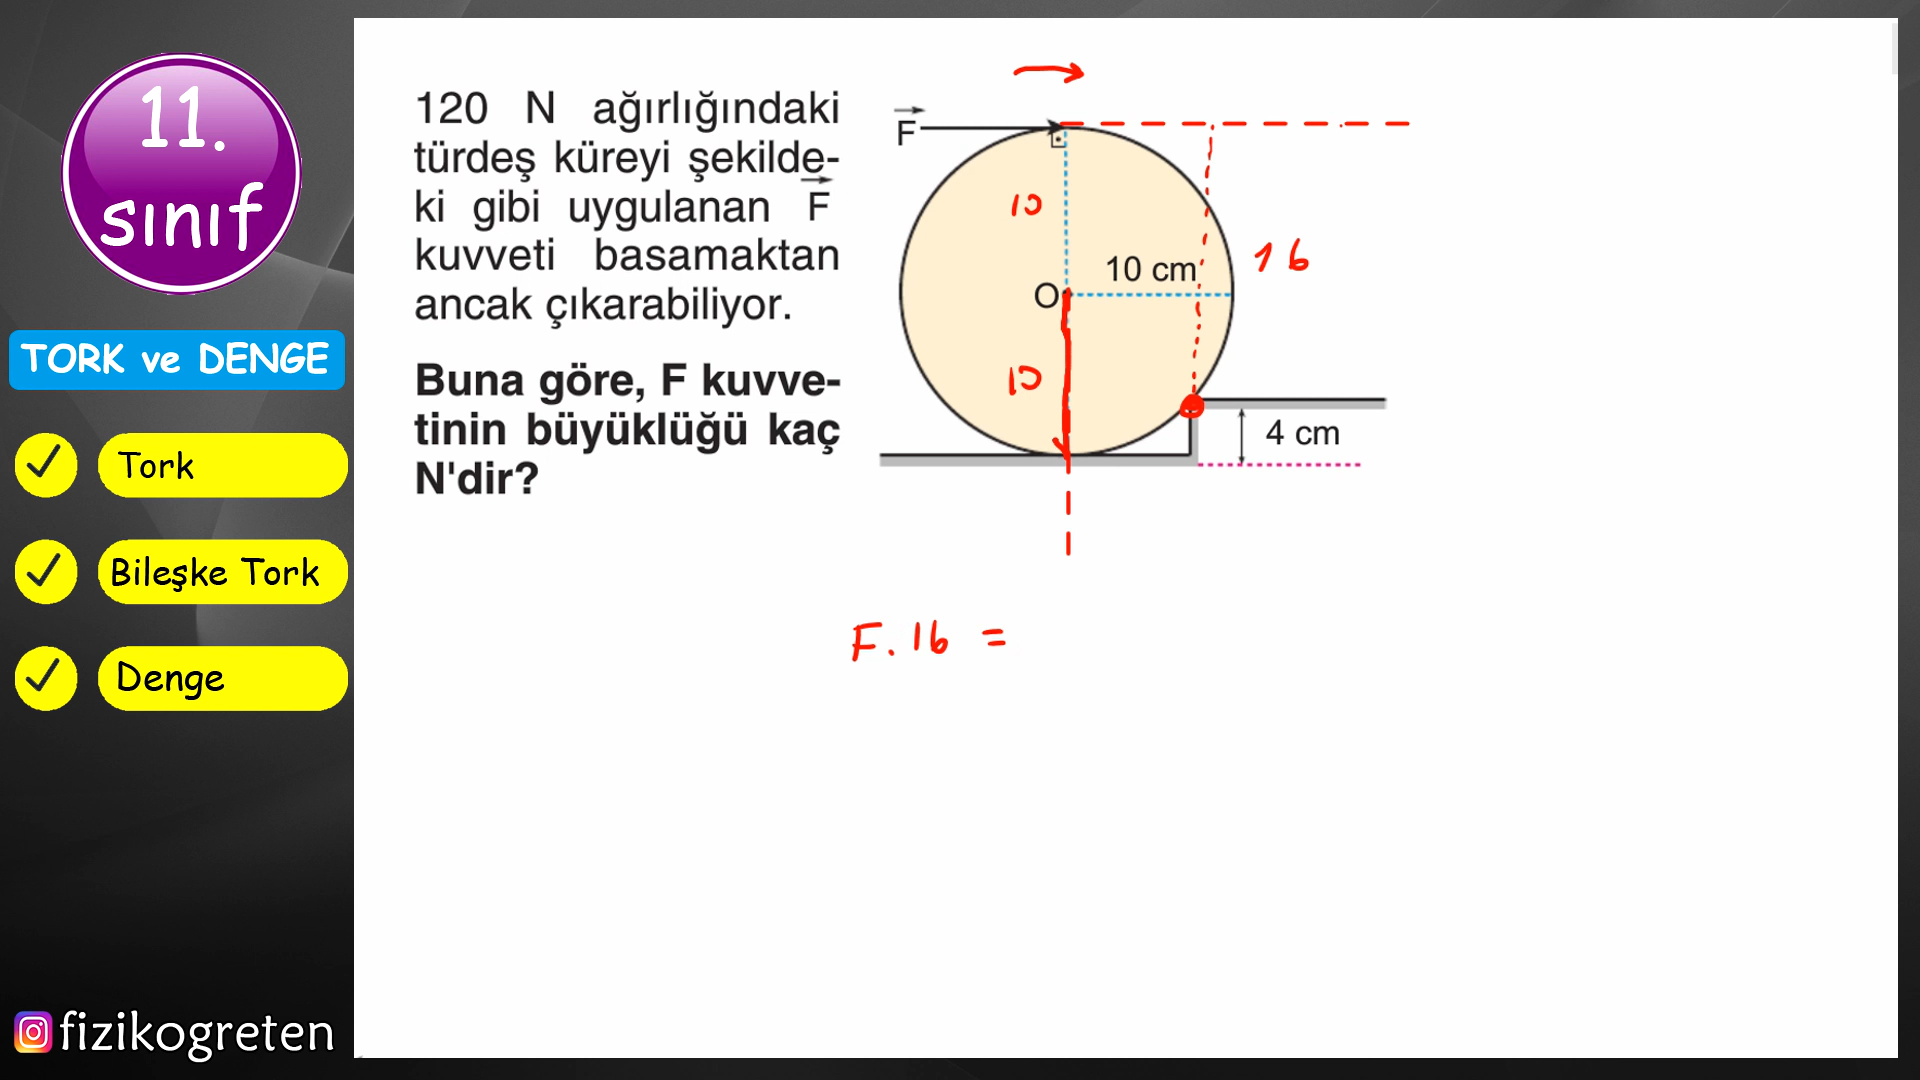 11.
sınıf
TORK ve DENGE
Tork
Bileşke Tork
Denge
fizikogreten
120 N ağırlığındaki
türdeş küreyi şekilde-
ki gibi uygulanan F
kuvveti basamaktan
ancak çıkarabiliyor.
Buna göre, F kuvve-
tinin büyüklüğü kaç
N'dir?
F
10
10 cm
16
O
10
4 cm
F. 16 =